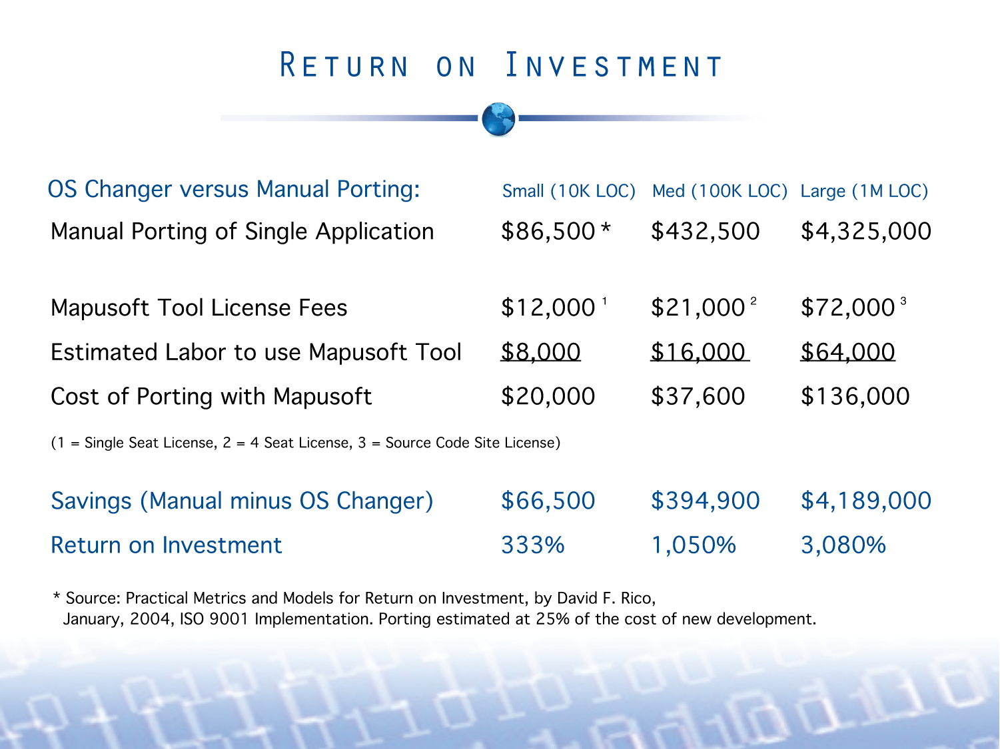 Return on Investment
OS Changer versus Manual Porting: Small (10K LOC) Med (100K LOC) Large (1M LOC)
Manual Porting of Single Application $86,500 * $432,500 $4,325,000
Mapusoft Tool License Fees $12,000 1 $21,000 2 $72,000 3
Estimated Labor to use Mapusoft Tool $8,000 $16,000 $64,000
Cost of Porting with Mapusoft $20,000 $37,600 $136,000
(1 = Single Seat License, 2 = 4 Seat License, 3 = Source Code Site License)
Savings (Manual minus OS Changer) $66,500 $394,900 $4,189,000
Return on Investment 333% 1,050% 3,080%
* Source: Practical Metrics and Models for Return on Investment, by David F. Rico,
January, 2004, ISO 9001 Implementation. Porting estimated at 25% of the cost of new development.